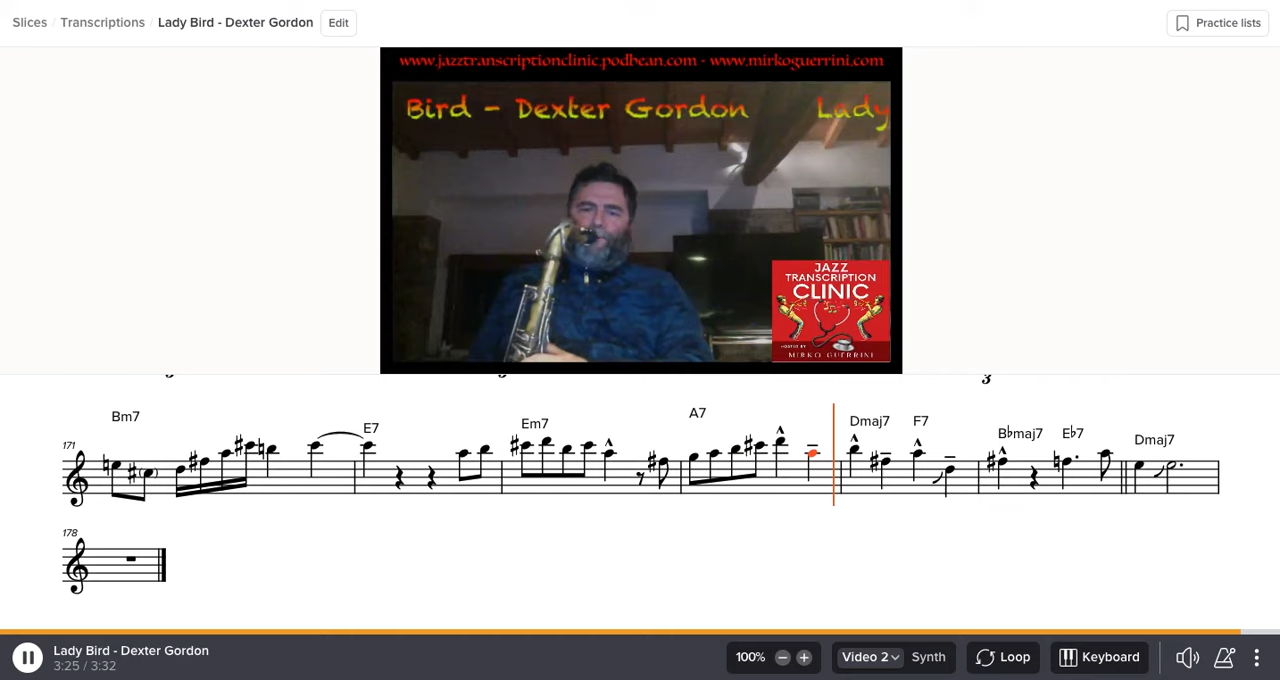 Slices / Transcriptions / Lady Bird - Dexter Gordon Edit
Practice lists
www.jazztranscriptionclinic.podbean.com - www.mirkoguerrini.com
Bird - Dexter Gordon Lady
JAZZ
TRANSCRIPTION
CLINIC
HOSTED BY
MIRKO GUERRINI
3
Bm7 E7 Em7 A7 Dmaj7 F7 B♭maj7 E♭7 Dmaj7
171
178
Lady Bird - Dexter Gordon
3:25 / 3:32
100% Video 2 Synth Loop Keyboard